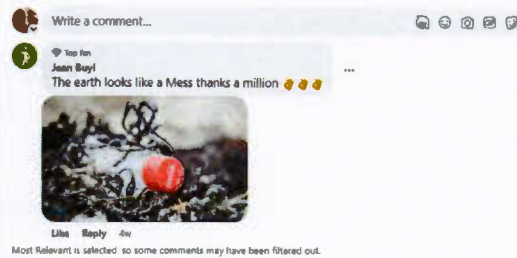 Write a comment...
Top fan
Jean Buyl
The earth looks like a Mess thanks a million 👏👏👏
Like Reply 4w
Most Relevant is selected, so some comments may have been filtered out.